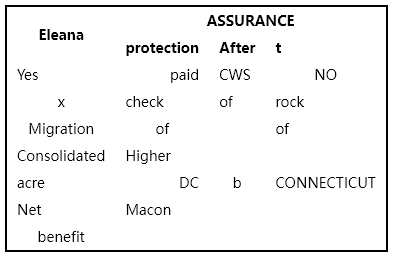 ASSURANCE
Eleana
protection After t
Yes paid CWS NO
x check of rock
Migration of of
Consolidated Higher
acre DC b CONNECTICUT
Net Macon
benefit